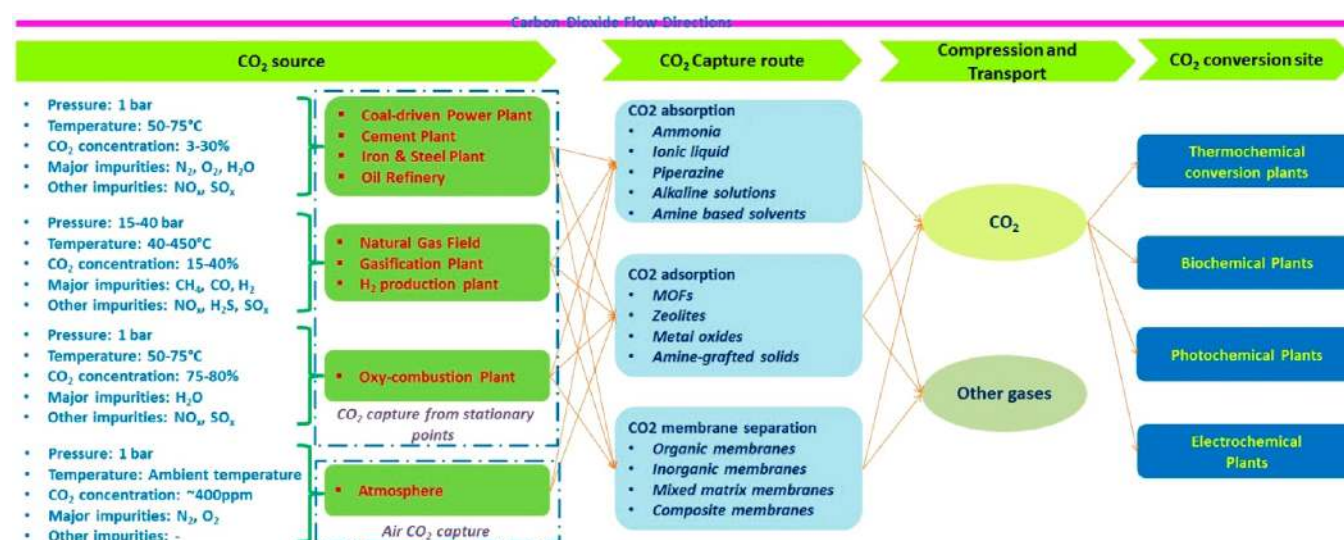 Carbon Dioxide Flow Directions
CO₂ source
CO₂ Capture route
Compression and
Transport
CO₂ conversion site
• Pressure: 1 bar
• Temperature: 50-75°C
• CO₂ concentration: 3-30%
• Major impurities: N₂, O₂, H₂O
• Other impurities: NOₓ, SOₓ
▪ Coal-driven Power Plant
▪ Cement Plant
▪ Iron & Steel Plant
▪ Oil Refinery
• Pressure: 15-40 bar
• Temperature: 40-450°C
• CO₂ concentration: 15-40%
• Major impurities: CH₄, CO, H₂
• Other impurities: NOₓ, H₂S, SOₓ
▪ Natural Gas Field
▪ Gasification Plant
▪ H₂ production plant
• Pressure: 1 bar
• Temperature: 50-75°C
• CO₂ concentration: 75-80%
• Major impurities: H₂O
• Other impurities: NOₓ, SOₓ
▪ Oxy-combustion Plant
CO₂ capture from stationary
points
• Pressure: 1 bar
• Temperature: Ambient temperature
• CO₂ concentration: ~400ppm
• Major impurities: N₂, O₂
• Other impurities: -
▪ Atmosphere
Air CO₂ capture
CO2 absorption
• Ammonia
• Ionic liquid
• Piperazine
• Alkaline solutions
• Amine based solvents
CO2 adsorption
• MOFs
• Zeolites
• Metal oxides
• Amine-grafted solids
CO2 membrane separation
• Organic membranes
• Inorganic membranes
• Mixed matrix membranes
• Composite membranes
CO₂
Other gases
Thermochemical
conversion plants
Biochemical Plants
Photochemical Plants
Electrochemical
Plants